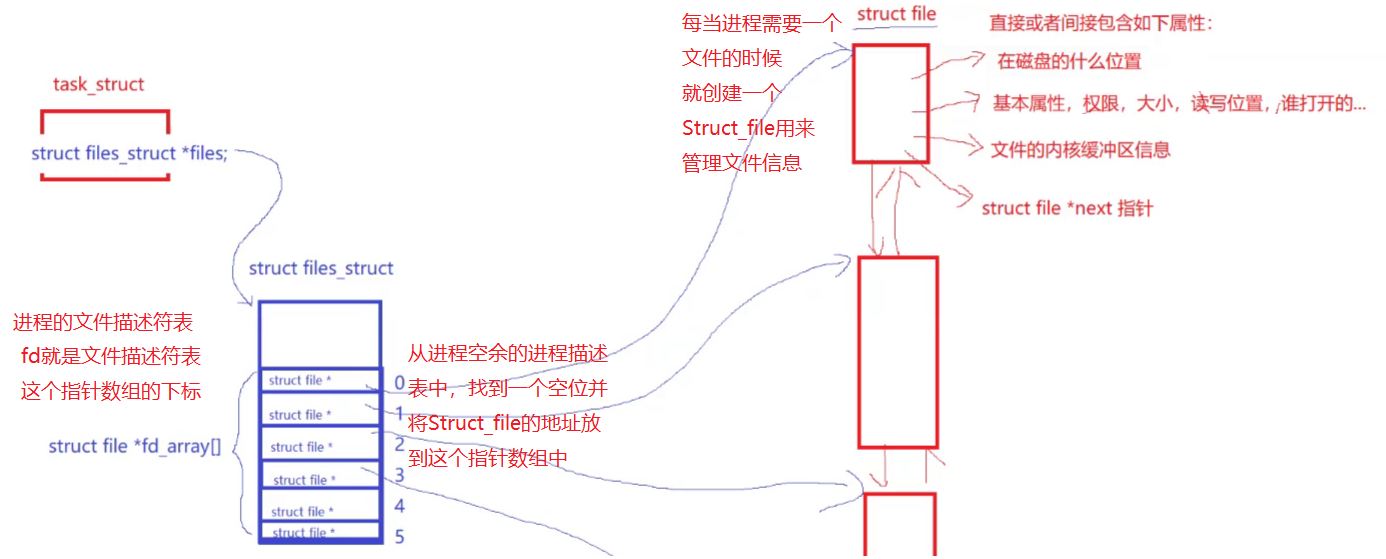 task_struct
struct files_struct *files;
struct files_struct
进程的文件描述符表
fd就是文件描述符表
这个指针数组的下标
struct file *fd_array[]
struct file *
struct file *
struct file *
struct file *
struct file *
struct file *
0
1
2
3
4
5
从进程空余的进程描述
表中，找到一个空位并
将Struct_file的地址放
到这个指针数组中
每当进程需要一个
文件的时候
就创建一个
Struct_file用来
管理文件信息
struct file
直接或者间接包含如下属性：
在磁盘的什么位置
基本属性，权限，大小，读写位置，谁打开的...
文件的内核缓冲区信息
struct file *next 指针